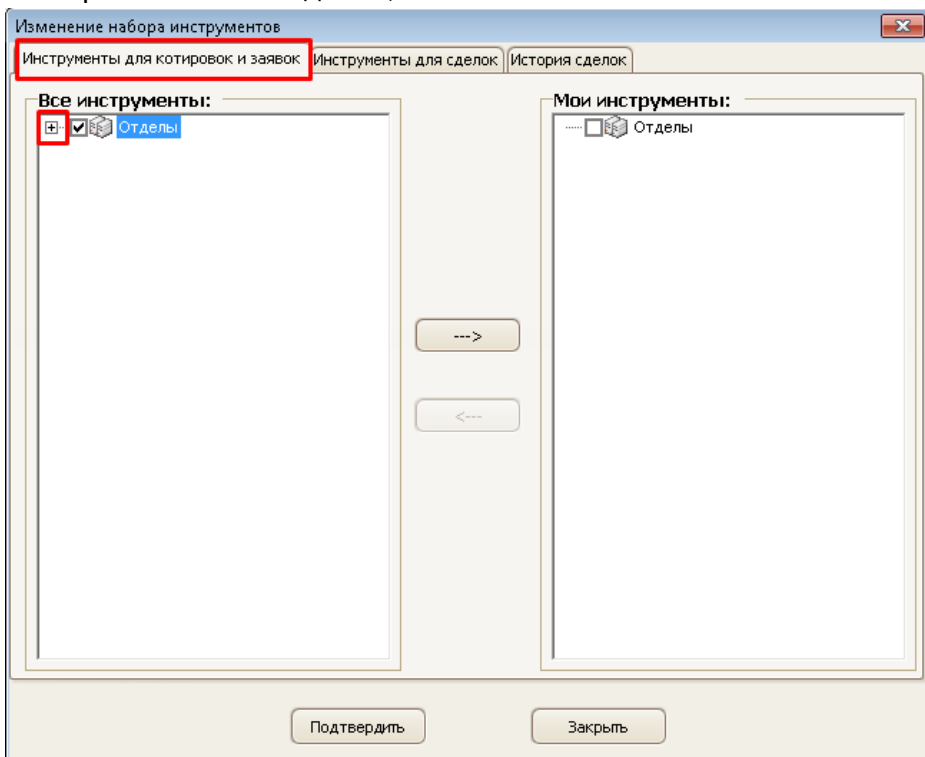 Изменение набора инструментов
Инструменты для котировок и заявок Инструменты для сделок История сделок
Все инструменты: Мои инструменты:
Отделы Отделы
--->
<---
Подтвердить Закрыть